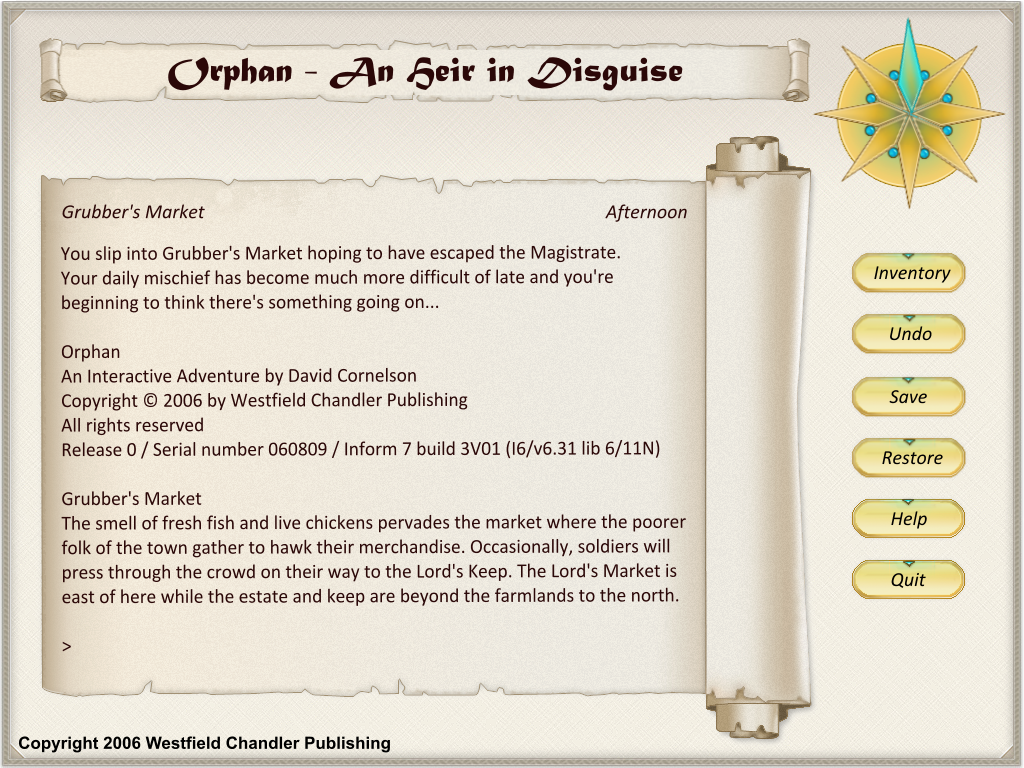 Orphan - An Heir in Disguise
Grubber's Market Afternoon
You slip into Grubber's Market hoping to have escaped the Magistrate.
Your daily mischief has become much more difficult of late and you're
beginning to think there's something going on...
Orphan
An Interactive Adventure by David Cornelson
Copyright © 2006 by Westfield Chandler Publishing
All rights reserved
Release 0 / Serial number 060809 / Inform 7 build 3V01 (I6/v6.31 lib 6/11N)
Grubber's Market
The smell of fresh fish and live chickens pervades the market where the poorer
folk of the town gather to hawk their merchandise. Occasionally, soldiers will
press through the crowd on their way to the Lord's Keep. The Lord's Market is
east of here while the estate and keep are beyond the farmlands to the north.
>
Inventory
Undo
Save
Restore
Help
Quit
Copyright 2006 Westfield Chandler Publishing